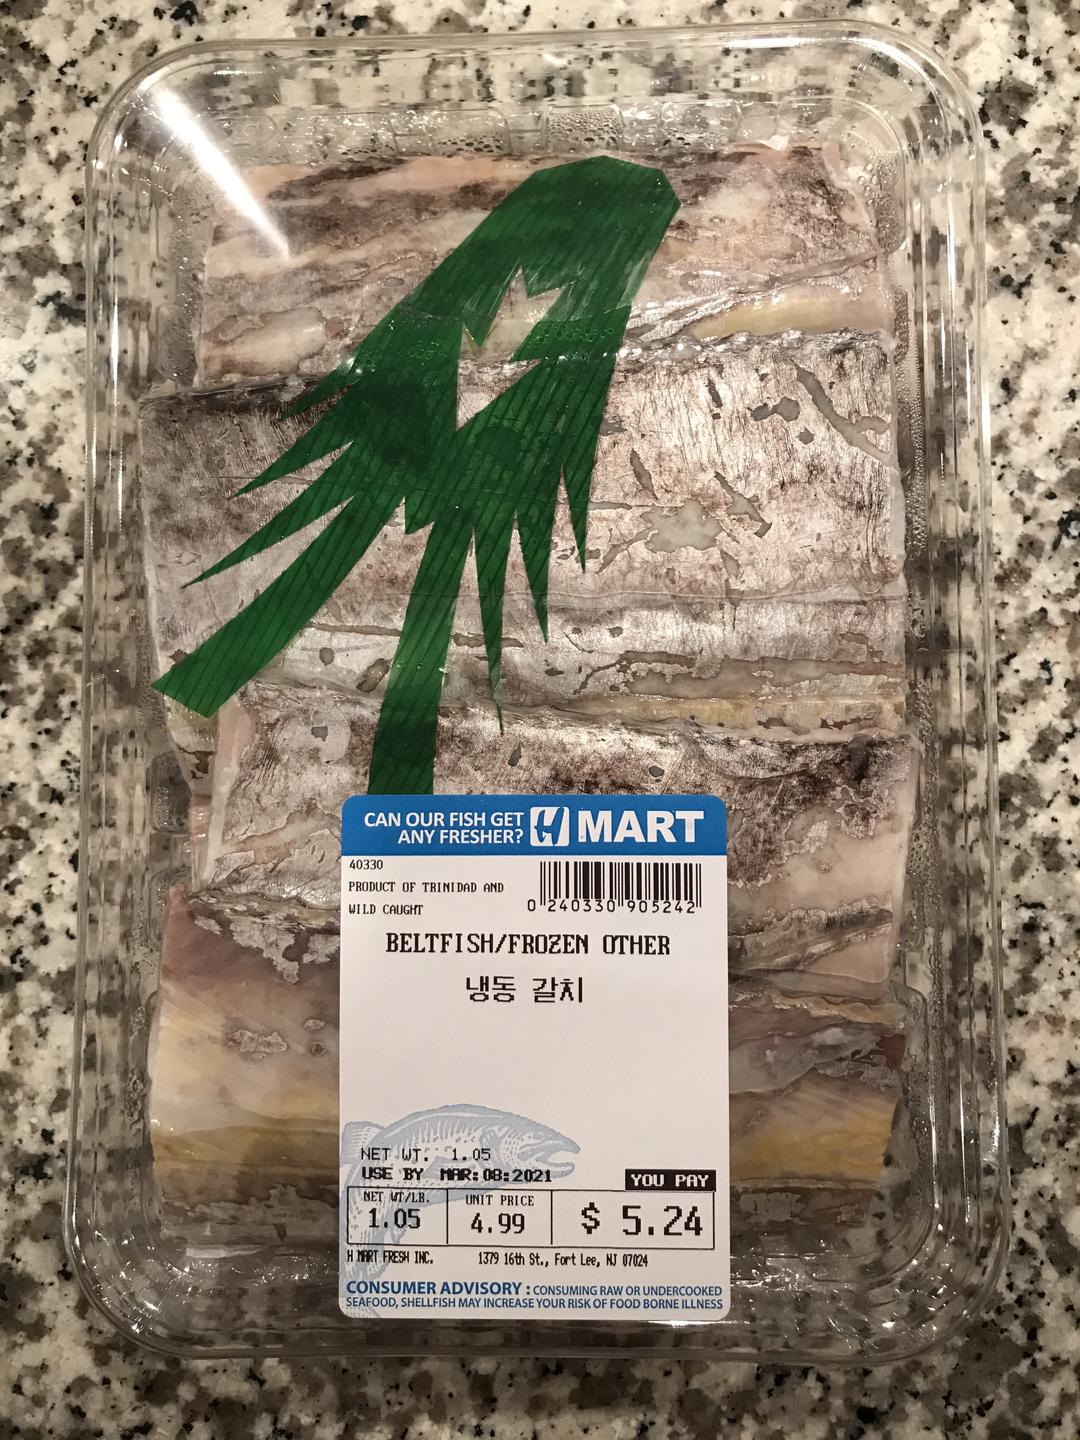 CAN OUR FISH GET
ANY FRESHER?
H MART
40330
PRODUCT OF TRINIDAD AND
WILD CAUGHT
0 240330 905242
BELTFISH/FROZEN OTHER
냉동 갈치
NET WT: 1.05
USE BY MAR:08:2021
YOU PAY
NET WT/LB. UNIT PRICE
1.05 4.99 $ 5.24
H MART FRESH INC. 1379 16th St., Fort Lee, NJ 07024
CONSUMER ADVISORY : CONSUMING RAW OR UNDERCOOKED
SEAFOOD, SHELLFISH MAY INCREASE YOUR RISK OF FOOD BORNE ILLNESS